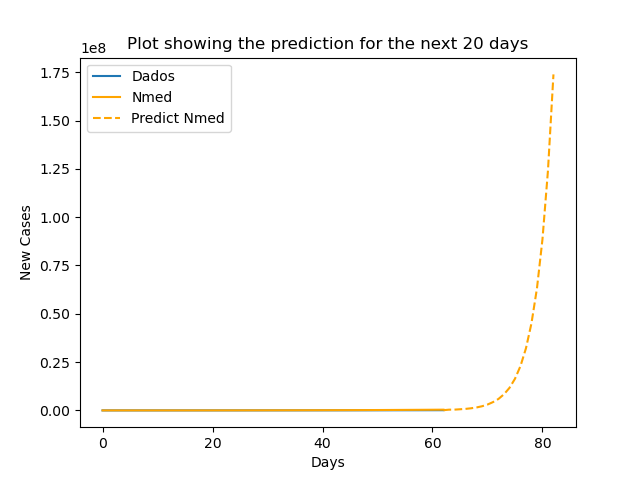 Plot showing the prediction for the next 20 days
1e8
1.75
1.50
1.25
1.00
0.75
0.50
0.25
0.00
New Cases
Dados
Nmed
Predict Nmed
0 20 40 60 80
Days